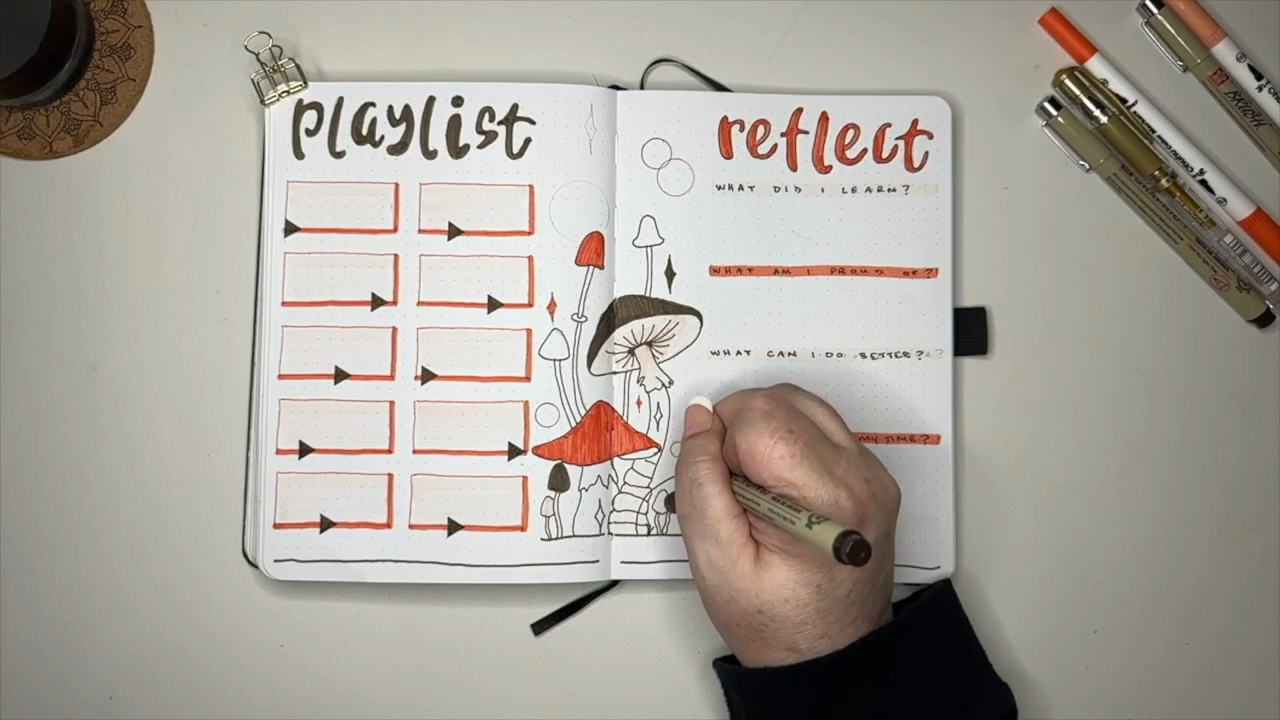 playlist
reflect
WHAT DID I LEARN?
WHAT AM I PROUD OF?
WHAT CAN I DO BETTER?
MY TIME?